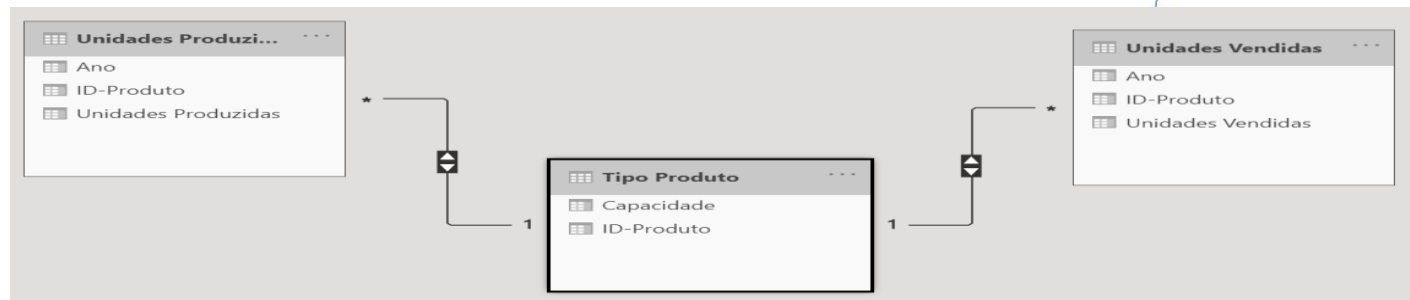 Unidades Produzi...
Ano
ID-Produto
Unidades Produzidas
*
1
Tipo Produto
Capacidade
ID-Produto
1
*
Unidades Vendidas
Ano
ID-Produto
Unidades Vendidas